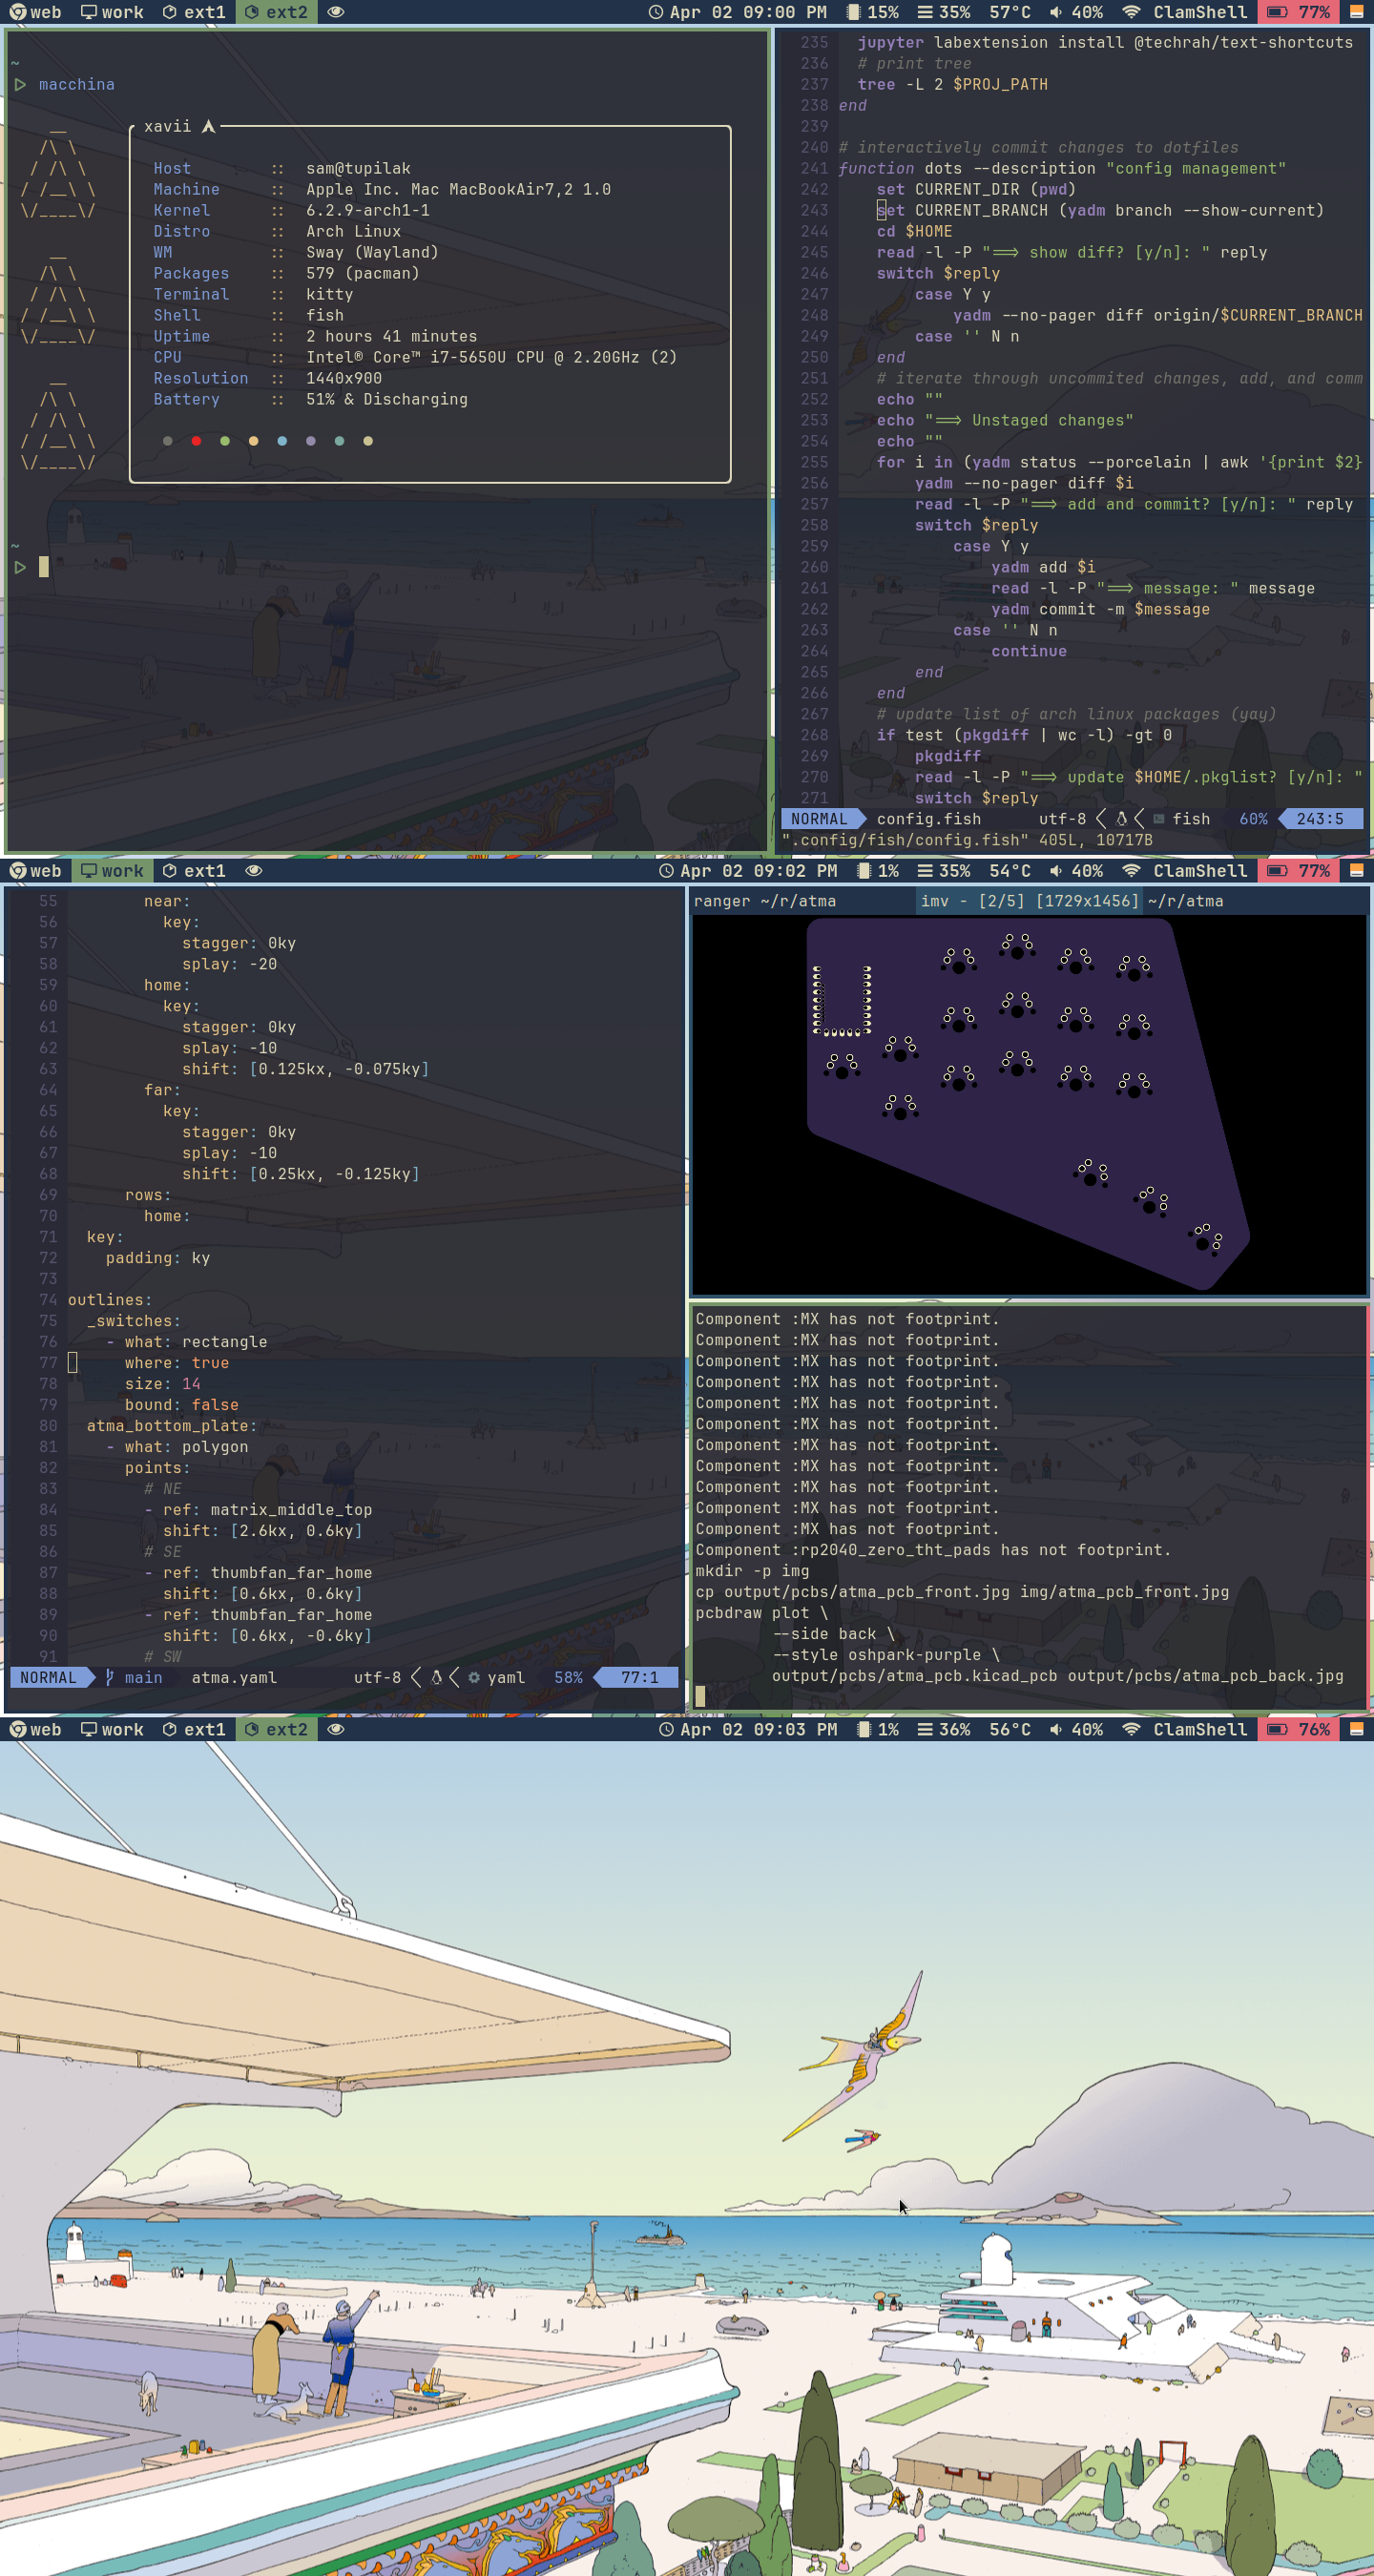 web work ext1 ext2 Apr 02 09:00 PM 15% 35% 57°C 40% ClamShell 77%
~
macchina
xavii
Host :: sam@tupilak
Machine :: Apple Inc. Mac MacBookAir7,2 1.0
Kernel :: 6.2.9-arch1-1
Distro :: Arch Linux
WM :: Sway (Wayland)
Packages :: 579 (pacman)
Terminal :: kitty
Shell :: fish
Uptime :: 2 hours 41 minutes
CPU :: Intel® Core™ i7-5650U CPU @ 2.20GHz (2)
Resolution :: 1440x900
Battery :: 51% & Discharging
~
235 jupyter labextension install @techrah/text-shortcuts
236 # print tree
237 tree -L 2 $PROJ_PATH
238 end
239
240 # interactively commit changes to dotfiles
241 function dots --description "config management"
242 set CURRENT_DIR (pwd)
243 set CURRENT_BRANCH (yadm branch --show-current)
244 cd $HOME
245 read -l -P "==> show diff? [y/n]: " reply
246 switch $reply
247 case Y y
248 yadm --no-pager diff origin/$CURRENT_BRANCH
249 case '' N n
250 end
251 # iterate through uncommited changes, add, and comm
252 echo ""
253 echo "==> Unstaged changes"
254 echo ""
255 for i in (yadm status --porcelain | awk '{print $2}
256 yadm --no-pager diff $i
257 read -l -P "==> add and commit? [y/n]: " reply
258 switch $reply
259 case Y y
260 yadm add $i
261 read -l -P "==> message: " message
262 yadm commit -m $message
263 case '' N n
264 continue
265 end
266 end
267 # update list of arch linux packages (yay)
268 if test (pkgdiff | wc -l) -gt 0
269 pkgdiff
270 read -l -P "==> update $HOME/.pkglist? [y/n]: "
271 switch $reply
NORMAL config.fish utf-8 fish 60% 243:5
".config/fish/config.fish" 405L, 10717B
web work ext1 Apr 02 09:02 PM 1% 35% 54°C 40% ClamShell 77%
55 near:
56 key:
57 stagger: 0ky
58 splay: -20
59 home:
60 key:
61 stagger: 0ky
62 splay: -10
63 shift: [0.125kx, -0.075ky]
64 far:
65 key:
66 stagger: 0ky
67 splay: -10
68 shift: [0.25kx, -0.125ky]
69 rows:
70 home:
71 key:
72 padding: ky
73
74 outlines:
75 _switches:
76 - what: rectangle
77 where: true
78 size: 14
79 bound: false
80 atma_bottom_plate:
81 - what: polygon
82 points:
83 # NE
84 - ref: matrix_middle_top
85 shift: [2.6kx, 0.6ky]
86 # SE
87 - ref: thumbfan_far_home
88 shift: [0.6kx, 0.6ky]
89 - ref: thumbfan_far_home
90 shift: [0.6kx, -0.6ky]
91 # SW
NORMAL main atma.yaml utf-8 yaml 58% 77:1
ranger ~/r/atma imv - [2/5] [1729x1456] ~/r/atma
Component :MX has not footprint.
Component :MX has not footprint.
Component :MX has not footprint.
Component :MX has not footprint.
Component :MX has not footprint.
Component :MX has not footprint.
Component :MX has not footprint.
Component :MX has not footprint.
Component :MX has not footprint.
Component :MX has not footprint.
Component :MX has not footprint.
Component :rp2040_zero_tht_pads has not footprint.
mkdir -p img
cp output/pcbs/atma_pcb_front.jpg img/atma_pcb_front.jpg
pcbdraw plot \
--side back \
--style oshpark-purple \
output/pcbs/atma_pcb.kicad_pcb output/pcbs/atma_pcb_back.jpg
web work ext1 ext2 Apr 02 09:03 PM 1% 36% 56°C 40% ClamShell 76%